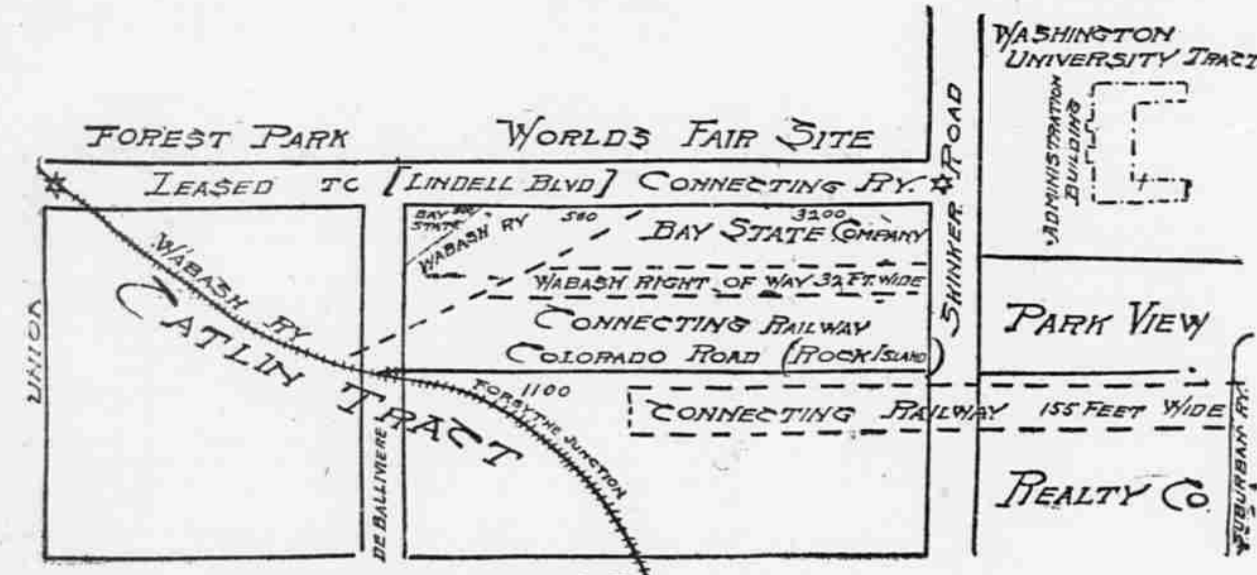 WASHINGTON
UNIVERSITY TRACT
ADMINISTRATION
BUILDING
FOREST PARK
WORLDS FAIR SITE
LEASED TO [LINDELL BLVD] CONNECTING RY.
SHINKER ROAD
BAY STATE
WABASH RY
500
3200
BAY STATE COMPANY
WABASH RIGHT OF WAY 32 FT. WIDE
CONNECTING RAILWAY
COLORADO ROAD (ROCK ISLAND)
UNION
WABASH RY
CATLIN TRACT
DE BALLIVIERE
1100
FORSYTHE JUNCTION
CONNECTING RAILWAY 155 FEET WIDE
PARK VIEW
REALTY CO
SUBURBAN RY.